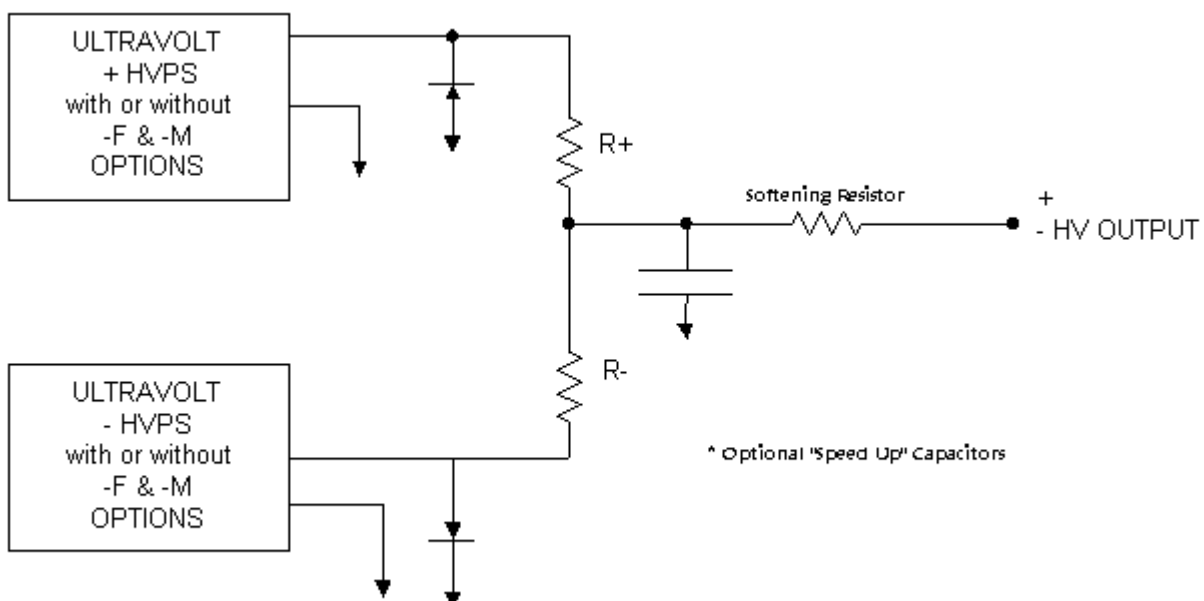 ULTRAVOLT
+ HVPS
with or without
-F & -M
OPTIONS
R+
Softening Resistor
+
- HV OUTPUT
R-
ULTRAVOLT
- HVPS
with or without
-F & -M
OPTIONS
* Optional "Speed Up" Capacitors